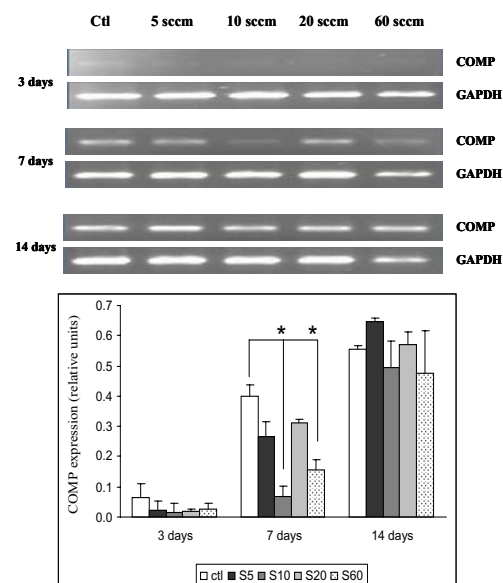 Ctl 5 sccm 10 sccm 20 sccm 60 sccm
COMP
3 days
GAPDH
COMP
7 days
GAPDH
COMP
14 days
GAPDH
COMP expression (relative units)
0.7
0.6
0.5
0.4
0.3
0.2
0.1
0.0
* *
3 days 7 days 14 days
ctl S5 S10 S20 S60